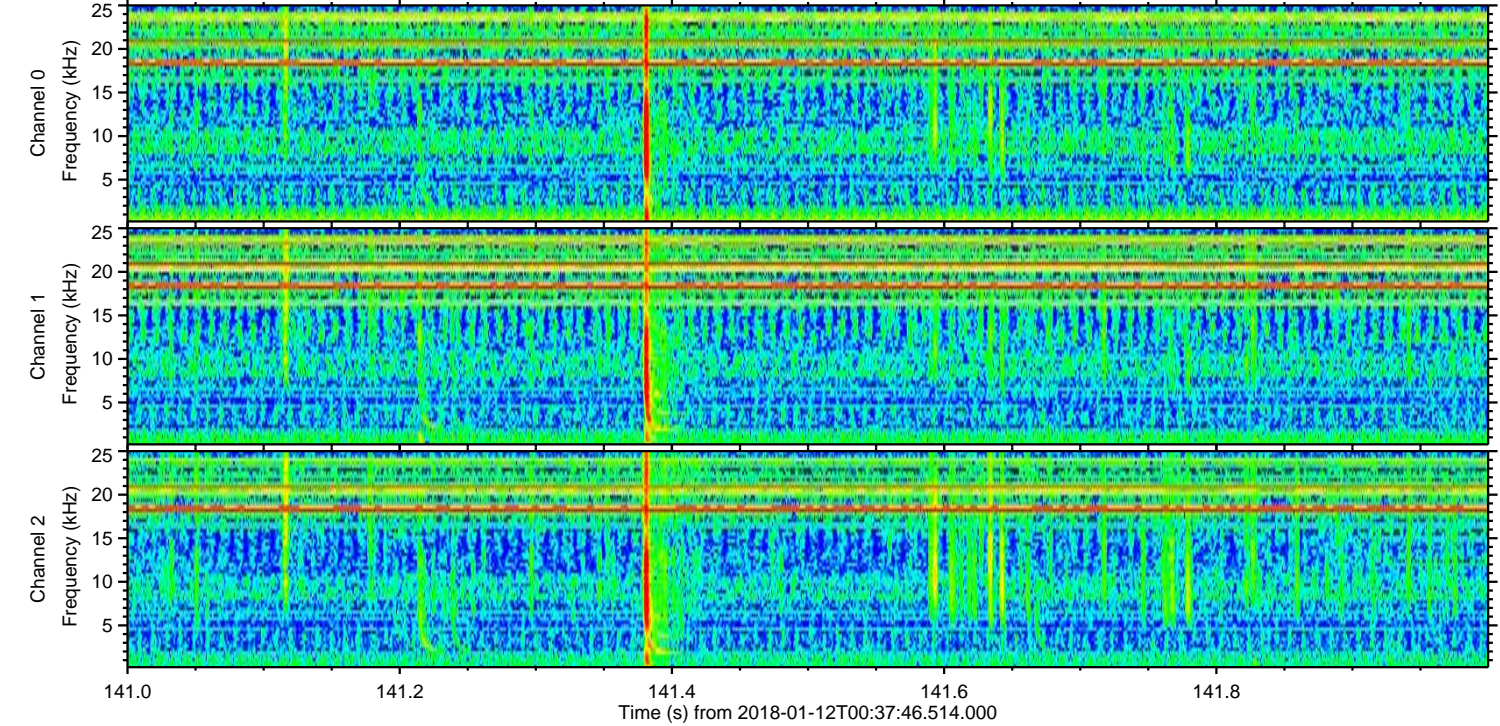 25
20
15
10
5
Channel 0
Frequency (kHz)
25
20
15
10
5
Channel 1
Frequency (kHz)
25
20
15
10
5
Channel 2
Frequency (kHz)
141.0 141.2 141.4 141.6 141.8
Time (s) from 2018-01-12T00:37:46.514.000